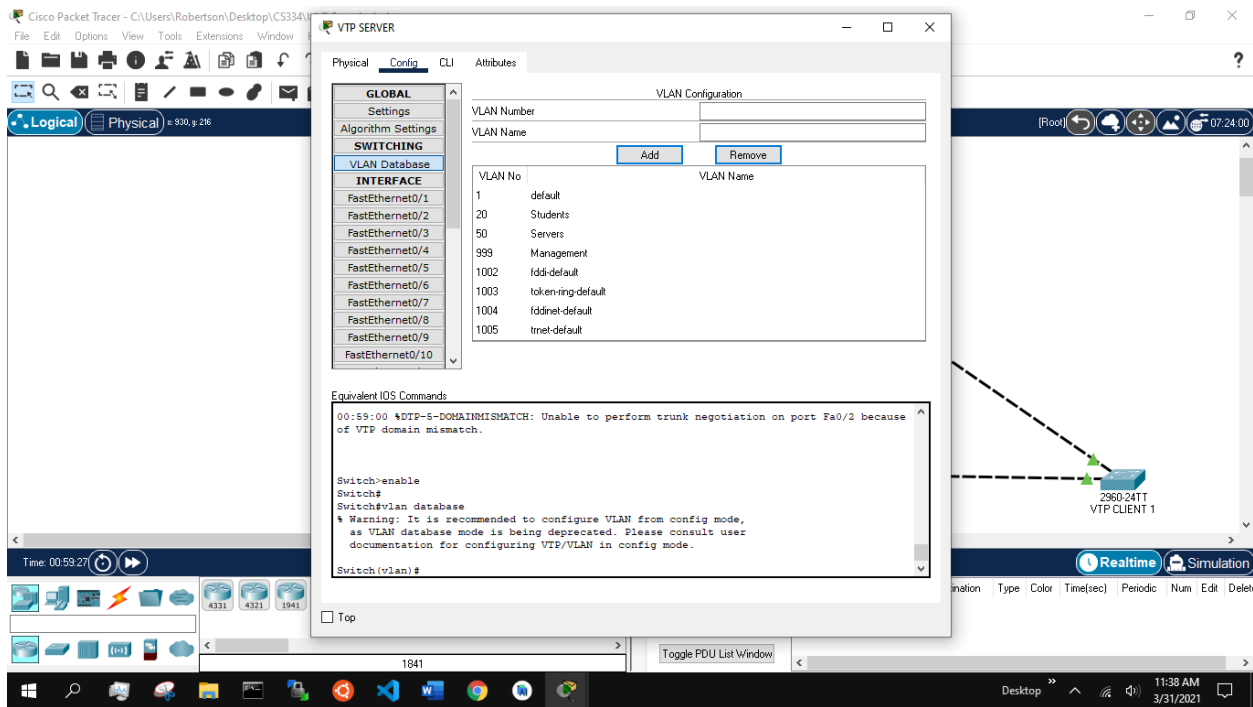 Cisco Packet Tracer - C:\Users\Robertson\Desktop\CS334\
File Edit Options View Tools Extensions Window
VTP SERVER
Physical Config CLI Attributes
?
Logical Physical x: 930, y: 216
[Root] 07:24:00
GLOBAL
Settings
Algorithm Settings
SWITCHING
VLAN Database
INTERFACE
FastEthernet0/1
FastEthernet0/2
FastEthernet0/3
FastEthernet0/4
FastEthernet0/5
FastEthernet0/6
FastEthernet0/7
FastEthernet0/8
FastEthernet0/9
FastEthernet0/10
VLAN Configuration
VLAN Number
VLAN Name
Add Remove
VLAN No VLAN Name
1 default
20 Students
50 Servers
999 Management
1002 fddi-default
1003 token-ring-default
1004 fddinet-default
1005 trnet-default
Equivalent IOS Commands
00:59:00 %DTP-5-DOMAINMISMATCH: Unable to perform trunk negotiation on port Fa0/2 because
of VTP domain mismatch.
Switch>enable
Switch#
Switch#vlan database
% Warning: It is recommended to configure VLAN from config mode,
as VLAN database mode is being deprecated. Please consult user
documentation for configuring VTP/VLAN in config mode.
Switch(vlan)#
Top
2960-24TT
VTP CLIENT 1
Time: 00:59:27
Realtime Simulation
4331 4321 1941
1841
Type Color Time(sec) Periodic Num Edit
Toggle PDU List Window
Desktop
11:38 AM
3/31/2021